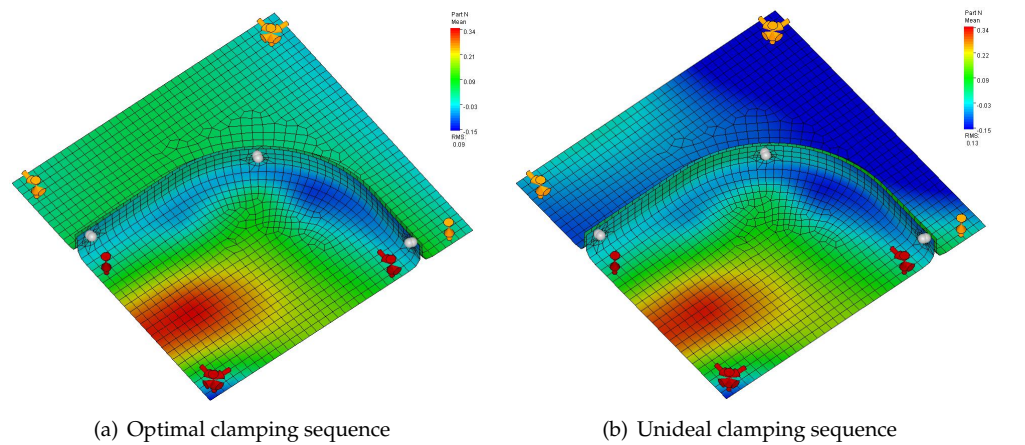 Part N
Mean
0.34
0.21
0.09
-0.03
-0.15
RMS:
0.09
Part N
Mean
0.34
0.22
0.09
-0.03
-0.15
RMS:
0.13
(a) Optimal clamping sequence
(b) Unideal clamping sequence